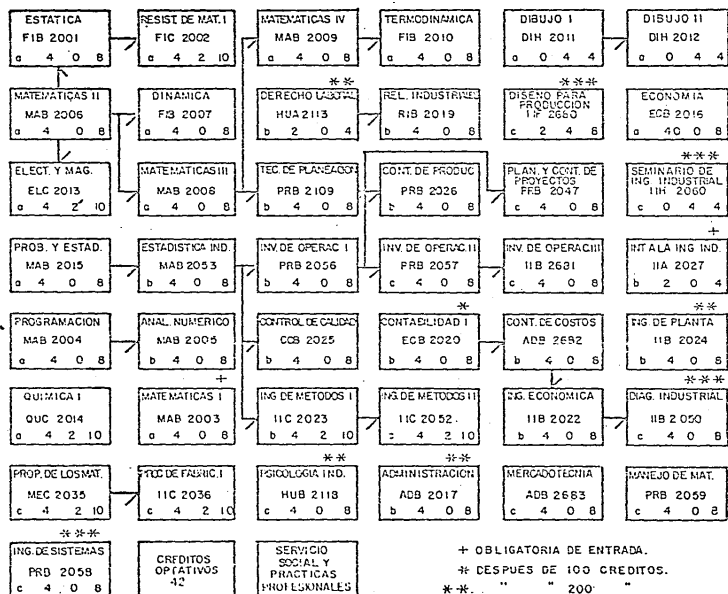 ESTATICA
FIB 2001
a 4 0 8
RESIST. DE MAT. I
FIC 2002
a 4 2 10
MATEMATICAS IV
MAB 2009
a 4 0 8
TERMODINAMICA
FIB 2010
a 4 0 8
DIBUJO I
DIH 2011
a 0 4 4
DIBUJO II
DIH 2012
a 0 4 4
MATEMATICAS II
MAB 2006
a 4 0 8
DINAMICA
FIB 2007
a 4 0 8
**
DERECHO LABORAL
HUA 2113
b 2 0 4
REL. INDUSTRIALES
RIB 2019
b 4 0 8
***
DISEÑO PARA
PRODUCCION
IIF 2680
c 2 4 8
ECONOMIA
ECB 2016
a 4 0 8
ELECT. Y MAG.
ELC 2013
a 4 2 10
MATEMATICAS III
MAB 2008
a 4 0 8
TEC. DE PLANEACION
PRB 2109
b 4 0 8
CONT. DE PRODUC
PRB 2026
b 4 0 8
PLAN. Y CONT. DE
PROYECTOS
PRB 2047
c 4 0 8
***
SEMINARIO DE
ING. INDUSTRIAL
IIH 2060
c 0 4 4
PROB. Y ESTAD.
MAB 2015
a 4 0 8
ESTADISTICA IND.
MAB 2053
b 4 0 8
INV. DE OPERAC I
PRB 2056
b 4 0 8
INV. DE OPERAC. II
PRB 2057
c 4 0 8
INV. DE OPERAC III
IIB 2681
c 4 0 8
+
INT A LA ING IND.
IIA 2027
b 2 0 4
PROGRAMACION
MAB 2004
a 4 0 8
ANAL. NUMERICO
MAB 2005
b 4 0 8
CONTROL DE CALIDAD
CCB 2025
b 4 0 8
*
CONTABILIDAD I
ECB 2020
b 4 0 8
CONT. DE COSTOS
ADB 2682
b 4 0 8
**
ING. DE PLANTA
IIB 2024
b 4 0 8
QUIMICA I
QUC 2014
a 4 2 10
+
MATEMATICAS I
MAB 2003
a 4 0 8
ING DE METODOS I
IIC 2023
b 4 2 10
ING DE METODOS II
IIC 2052
c 4 2 10
ING. ECONOMICA
IIB 2022
b 4 0 8
***
DIAG. INDUSTRIAL
IIB 2050
c 4 0 8
PROP. DE LOS MAT.
MEC 2035
c 4 2 10
PROC DE FABRIC. I
IIC 2036
c 4 2 10
**
PSICOLOGIA IND.
HUB 2118
c 4 0 8
**
ADMINISTRACION
ADB 2017
b 4 0 8
MERCADOTECNIA
ADB 2683
b 4 0 8
MANEJO DE MAT.
PRB 2059
c 4 0 8
***
ING. DE SISTEMAS
PRB 2058
c 4 0 8
CREDITOS
OPTATIVOS
42
SERVICIO
SOCIAL Y
PRACTICAS
PROFESIONALES
+ OBLIGATORIA DE ENTRADA.
* DESPUES DE 100 CREDITOS.
** " " 200 "